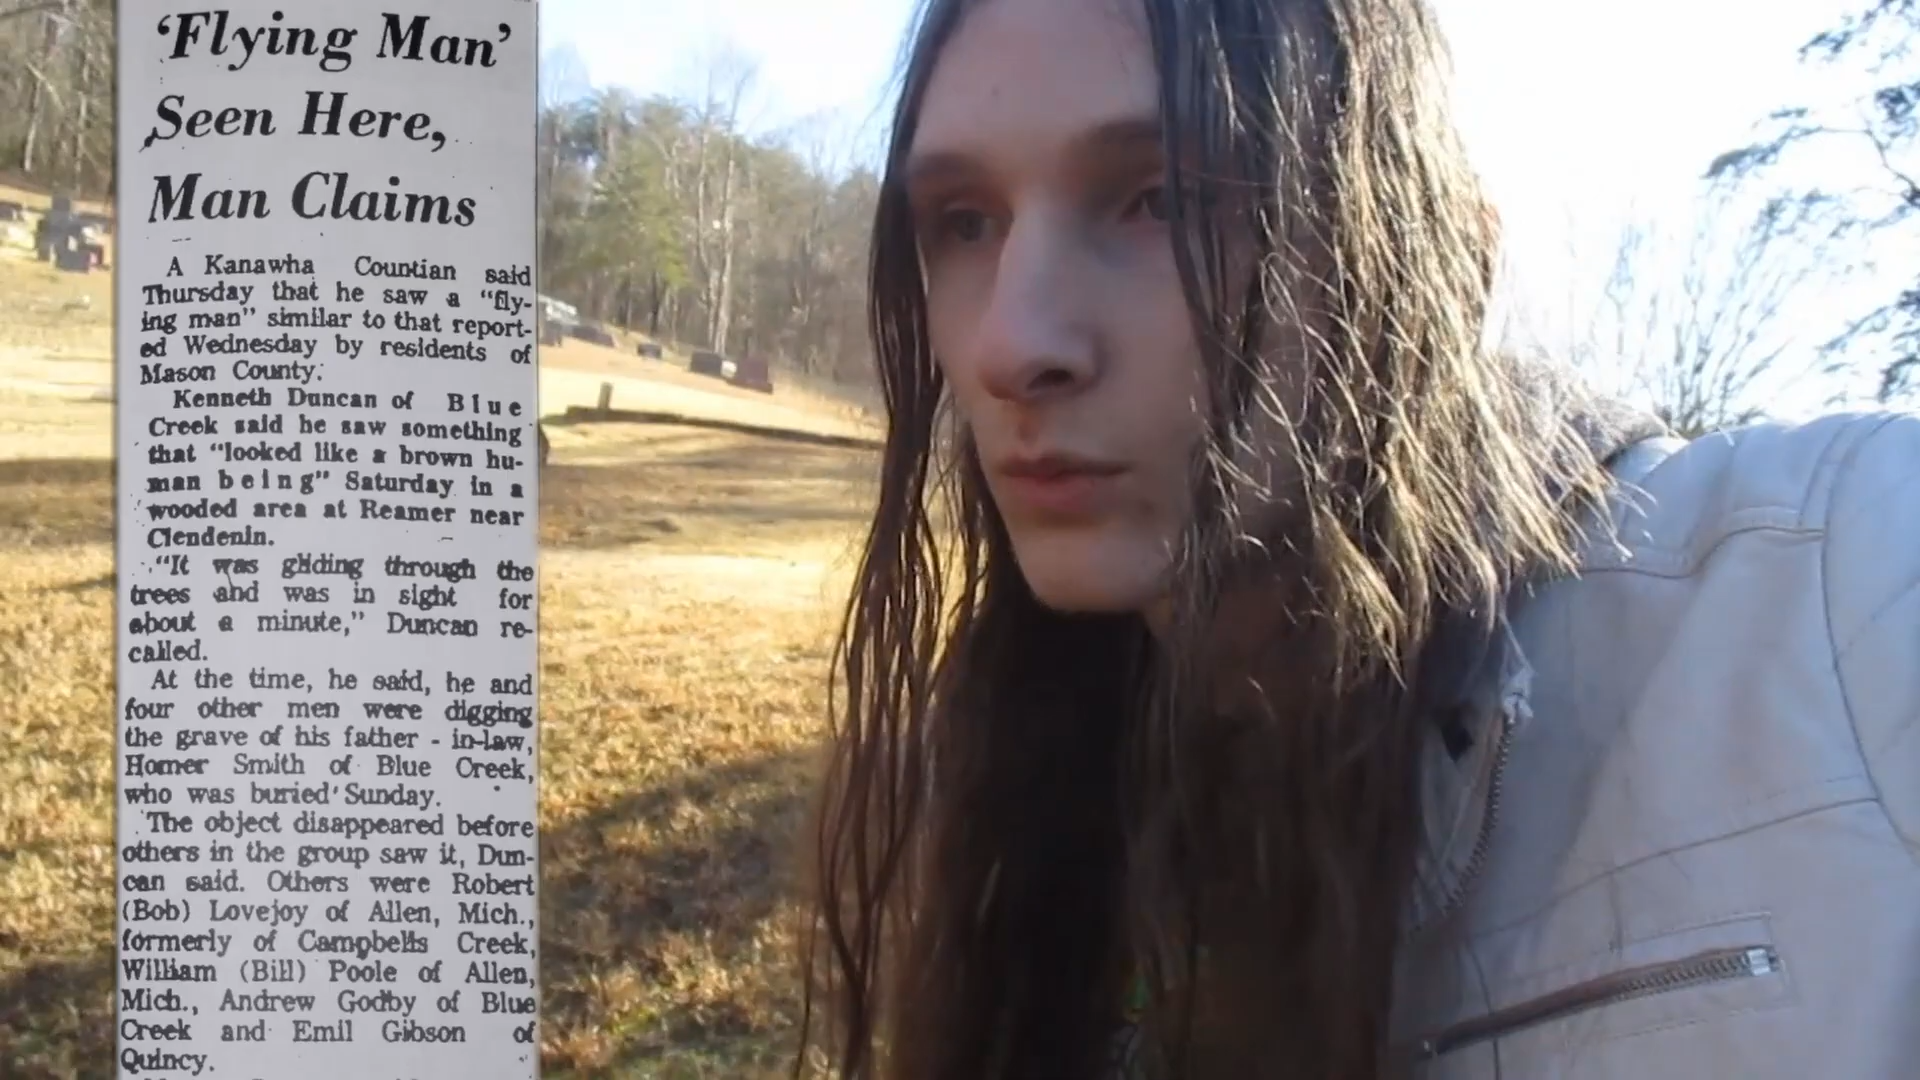 ‘Flying Man’
Seen Here,
Man Claims
A Kanawha Countian said
Thursday that he saw a “fly-
ing man” similar to that report-
ed Wednesday by residents of
Mason County.
Kenneth Duncan of Blue
Creek said he saw something
that “looked like a brown hu-
man being” Saturday in a
wooded area at Reamer near
Clendenin.
“It was gliding through the
trees and was in sight for
about a minute,” Duncan re-
called.
At the time, he said, he and
four other men were digging
the grave of his father - in-law,
Homer Smith of Blue Creek,
who was buried Sunday.
The object disappeared before
others in the group saw it, Dun-
can said. Others were Robert
(Bob) Lovejoy of Allen, Mich.,
formerly of Campbells Creek,
William (Bill) Poole of Allen,
Mich., Andrew Godby of Blue
Creek and Emil Gibson of
Quincy.